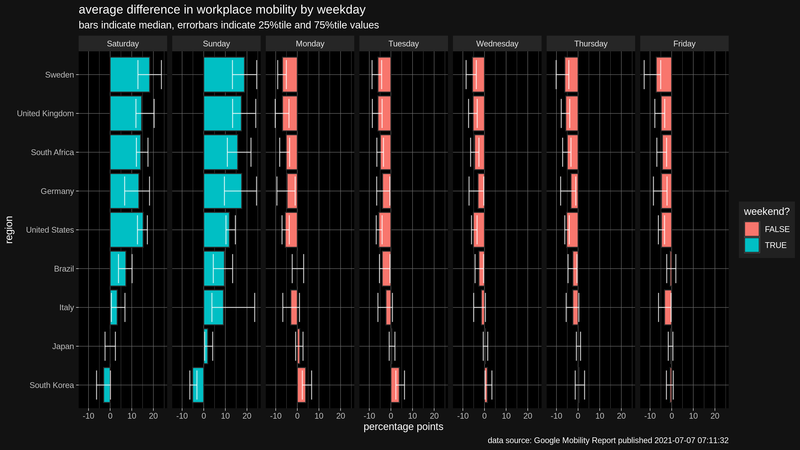 average difference in workplace mobility by weekday
bars indicate median, errorbars indicate 25%tile and 75%tile values
Saturday Sunday Monday Tuesday Wednesday Thursday Friday
Sweden
United Kingdom
South Africa
Germany
United States
Brazil
Italy
Japan
South Korea
region
-10 0 10 20 -10 0 10 20 -10 0 10 20 -10 0 10 20 -10 0 10 20 -10 0 10 20 -10 0 10 20
percentage points
weekend?
FALSE
TRUE
data source: Google Mobility Report published 2021-07-07 07:11:32